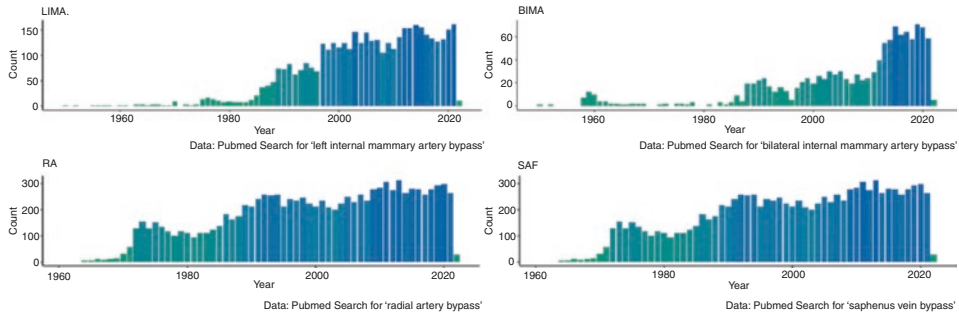 LIMA.
150
100
50
0
Count
1960
1980
2000
2020
Year
Data: Pubmed Search for 'left internal mammary artery bypass'
BIMA
60
40
20
0
Count
1960
1980
2000
2020
Year
Data: Pubmed Search for 'bilateral internal mammary artery bypass'
RA
300
200
100
0
Count
1960
1980
2000
2020
Year
Data: Pubmed Search for 'radial artery bypass'
SAF
300
200
100
0
Count
1960
1980
2000
2020
Year
Data: Pubmed Search for 'saphenus vein bypass'